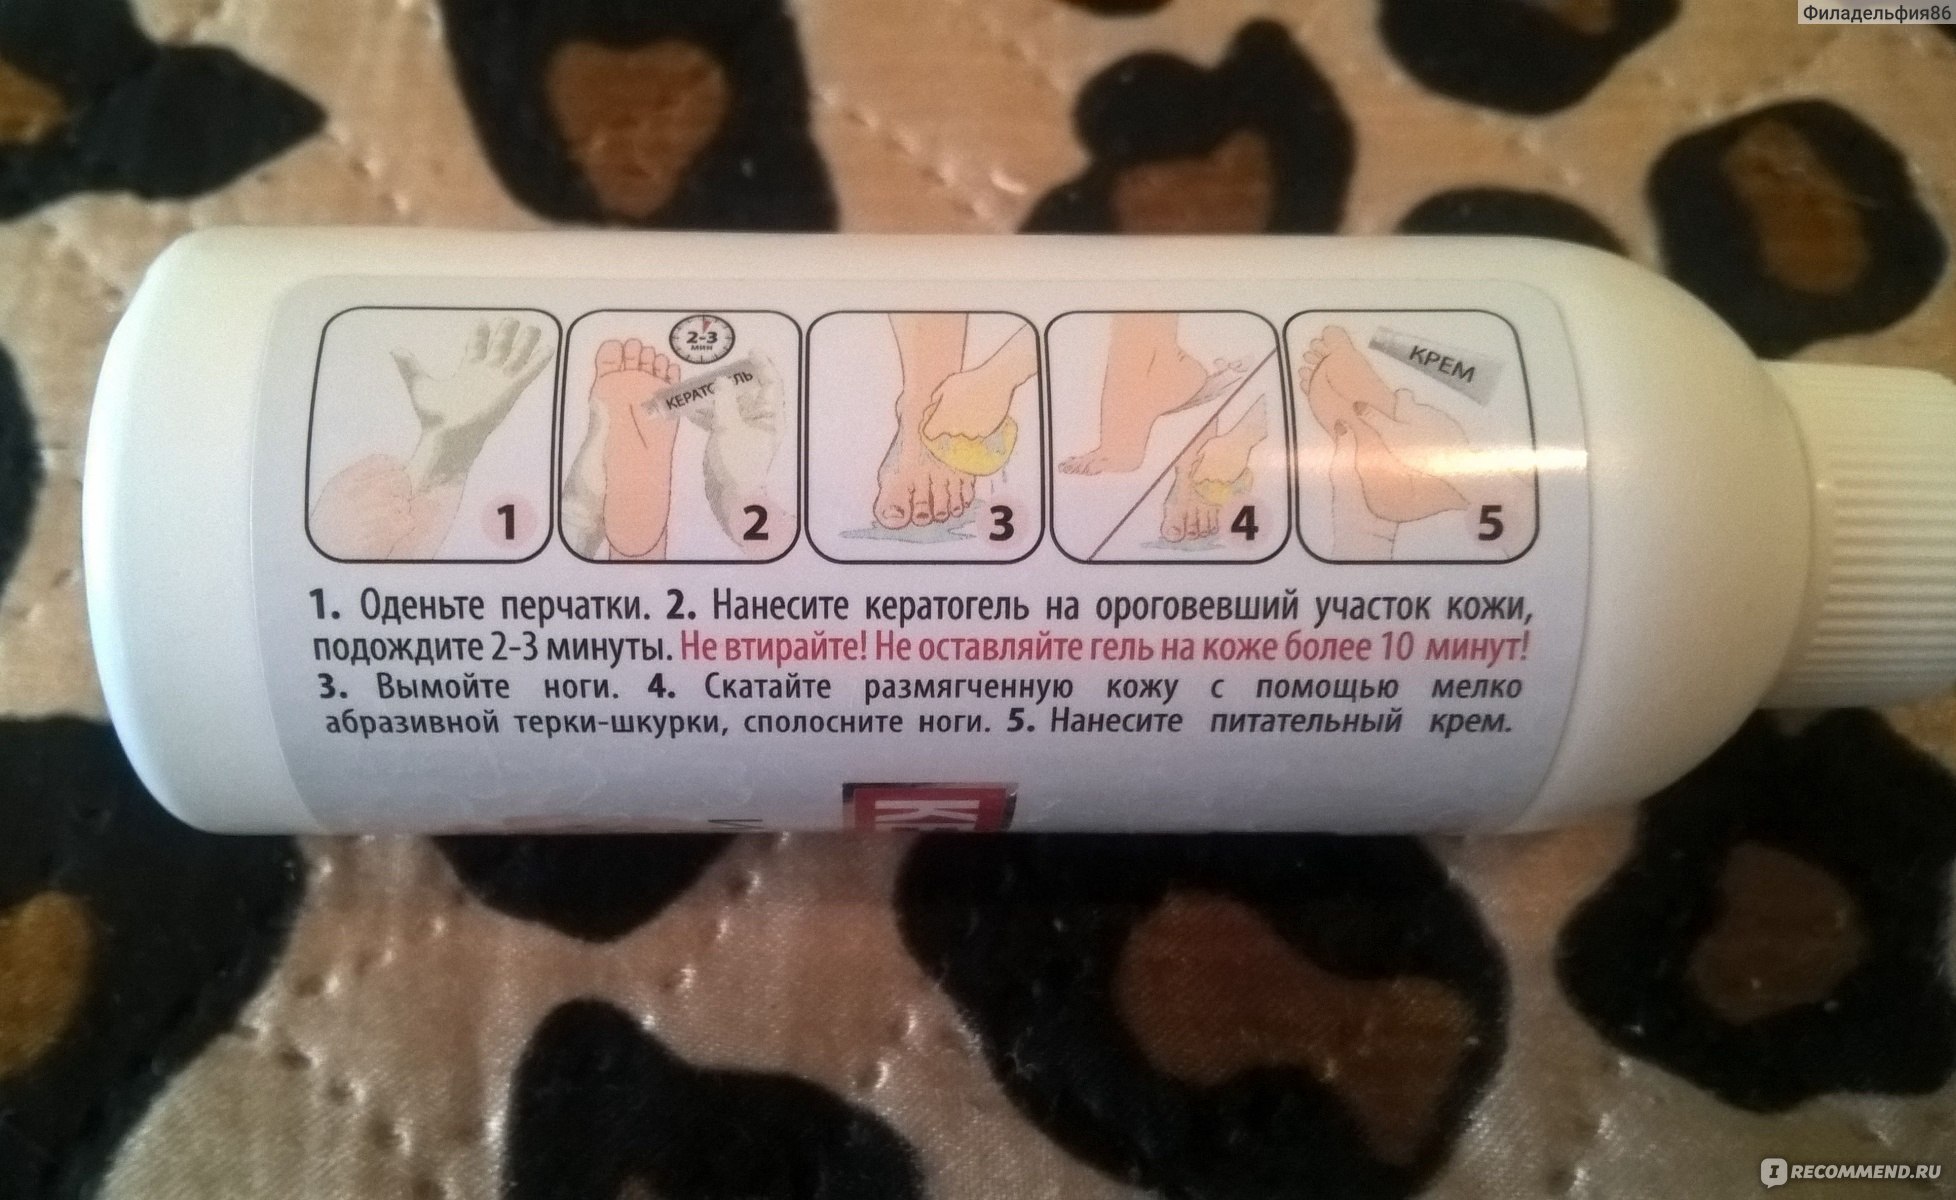 Филадельфия86
2-3
мин
КРЕМ
1 2 3 4 5
1. Оденьте перчатки. 2. Нанесите кератогель на ороговевший участок кожи,
подождите 2-3 минуты. Не втирайте! Не оставляйте гель на коже более 10 минут!
3. Вымойте ноги. 4. Скатайте размягченную кожу с помощью мелко
абразивной терки-шкурки, сполосните ноги. 5. Нанесите питательный крем.
I RECOMMEND.RU